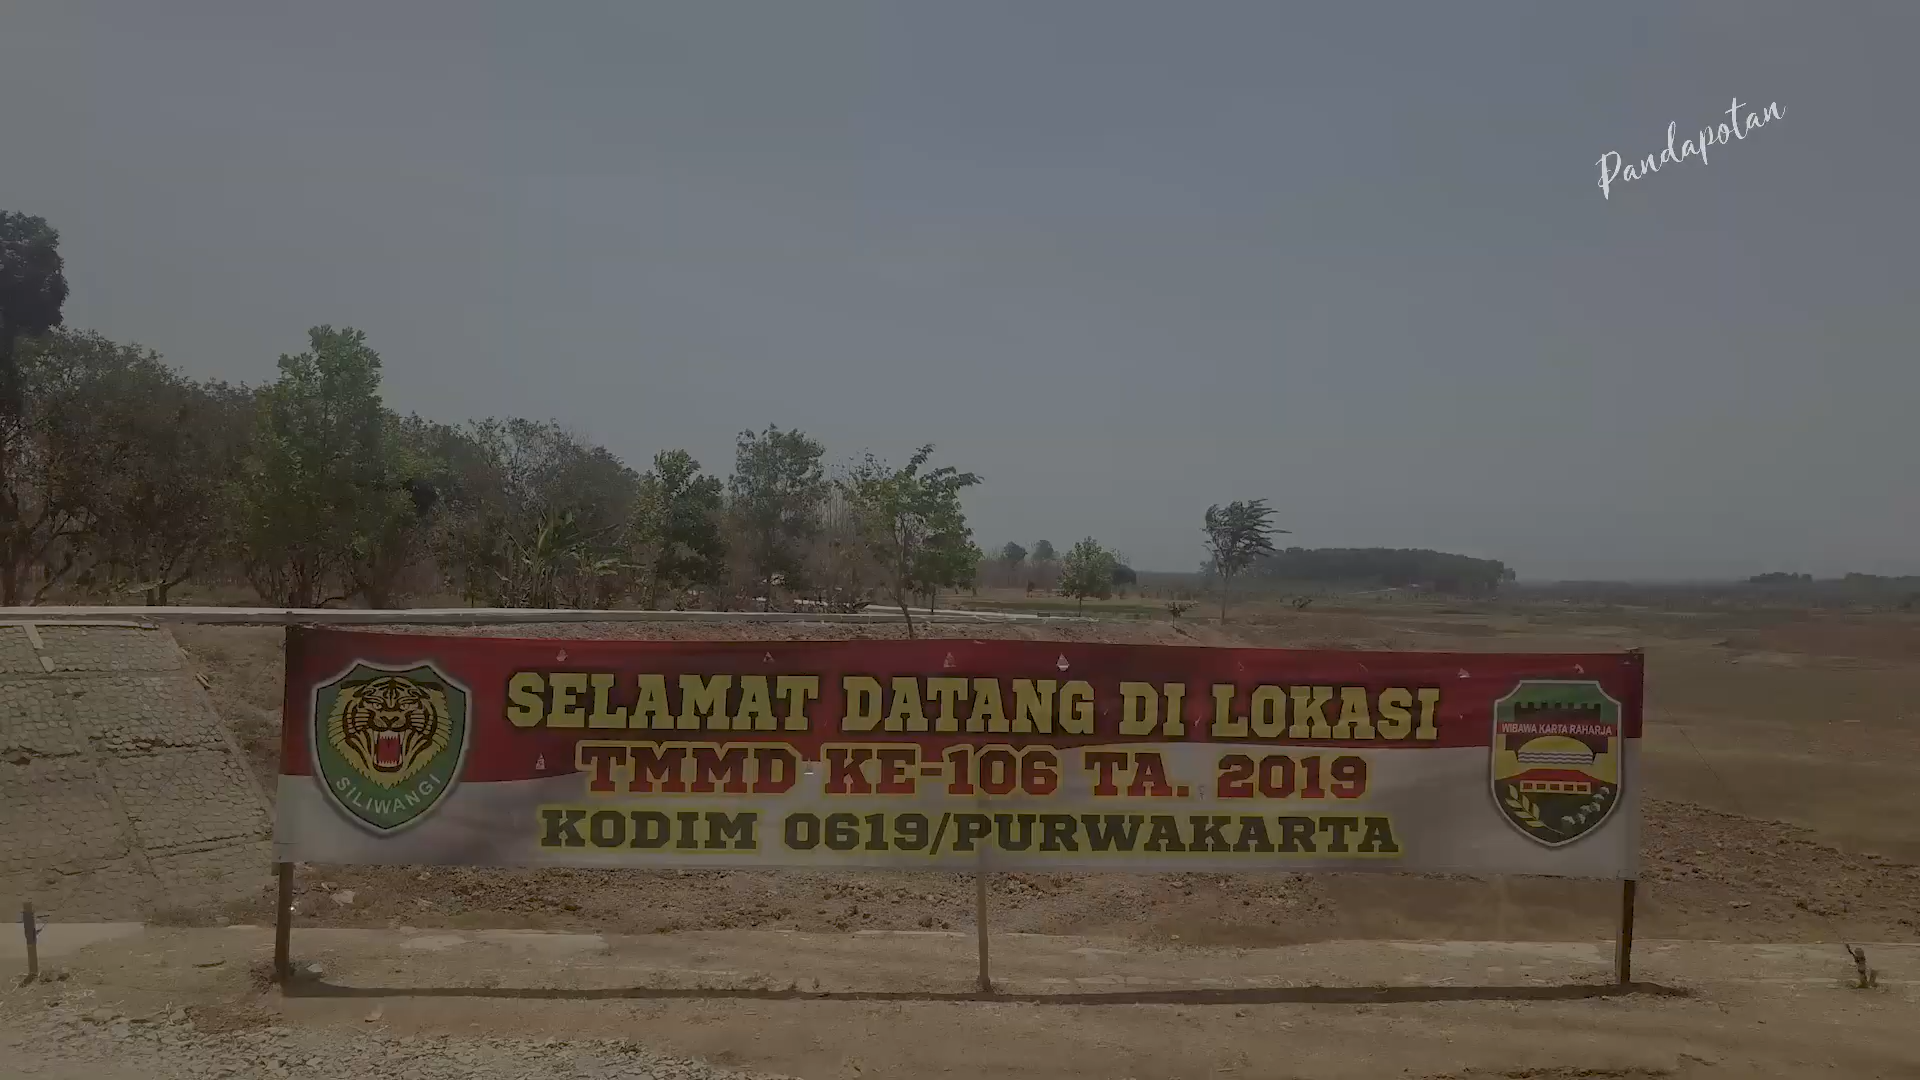 Pandapotan
SELAMAT DATANG DI LOKASI
TMMD KE-106 TA. 2019
KODIM 0619/PURWAKARTA
SILIWANGI
WIBAWA KARTA RAHARJA